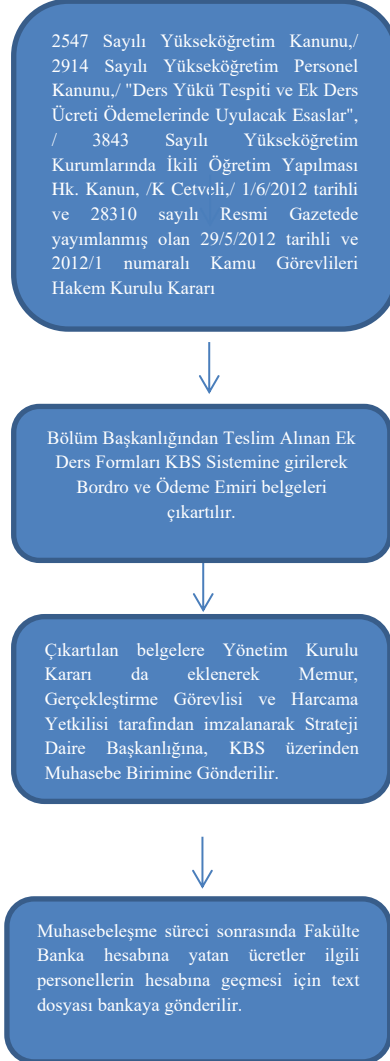 2547 Sayılı Yükseköğretim Kanunu,/
2914 Sayılı Yükseköğretim Personel
Kanunu,/ "Ders Yükü Tespiti ve Ek Ders
Ücreti Ödemelerinde Uyulacak Esaslar",
/ 3843 Sayılı Yükseköğretim
Kurumlarında İkili Öğretim Yapılması
Hk. Kanun, /K Cetveli,/ 1/6/2012 tarihli
ve 28310 sayılı Resmi Gazetede
yayımlanmış olan 29/5/2012 tarihli ve
2012/1 numaralı Kamu Görevlileri
Hakem Kurulu Kararı
Bölüm Başkanlığından Teslim Alınan Ek
Ders Formları KBS Sistemine girilerek
Bordro ve Ödeme Emiri belgeleri
çıkartılır.
Çıkartılan belgelere Yönetim Kurulu
Kararı da eklenerek Memur,
Gerçekleştirme Görevlisi ve Harcama
Yetkilisi tarafından imzalanarak Strateji
Daire Başkanlığına, KBS üzerinden
Muhasebe Birimine Gönderilir.
Muhasebeleşme süreci sonrasında Fakülte
Banka hesabına yatan ücretler ilgili
personellerin hesabına geçmesi için text
dosyası bankaya gönderilir.